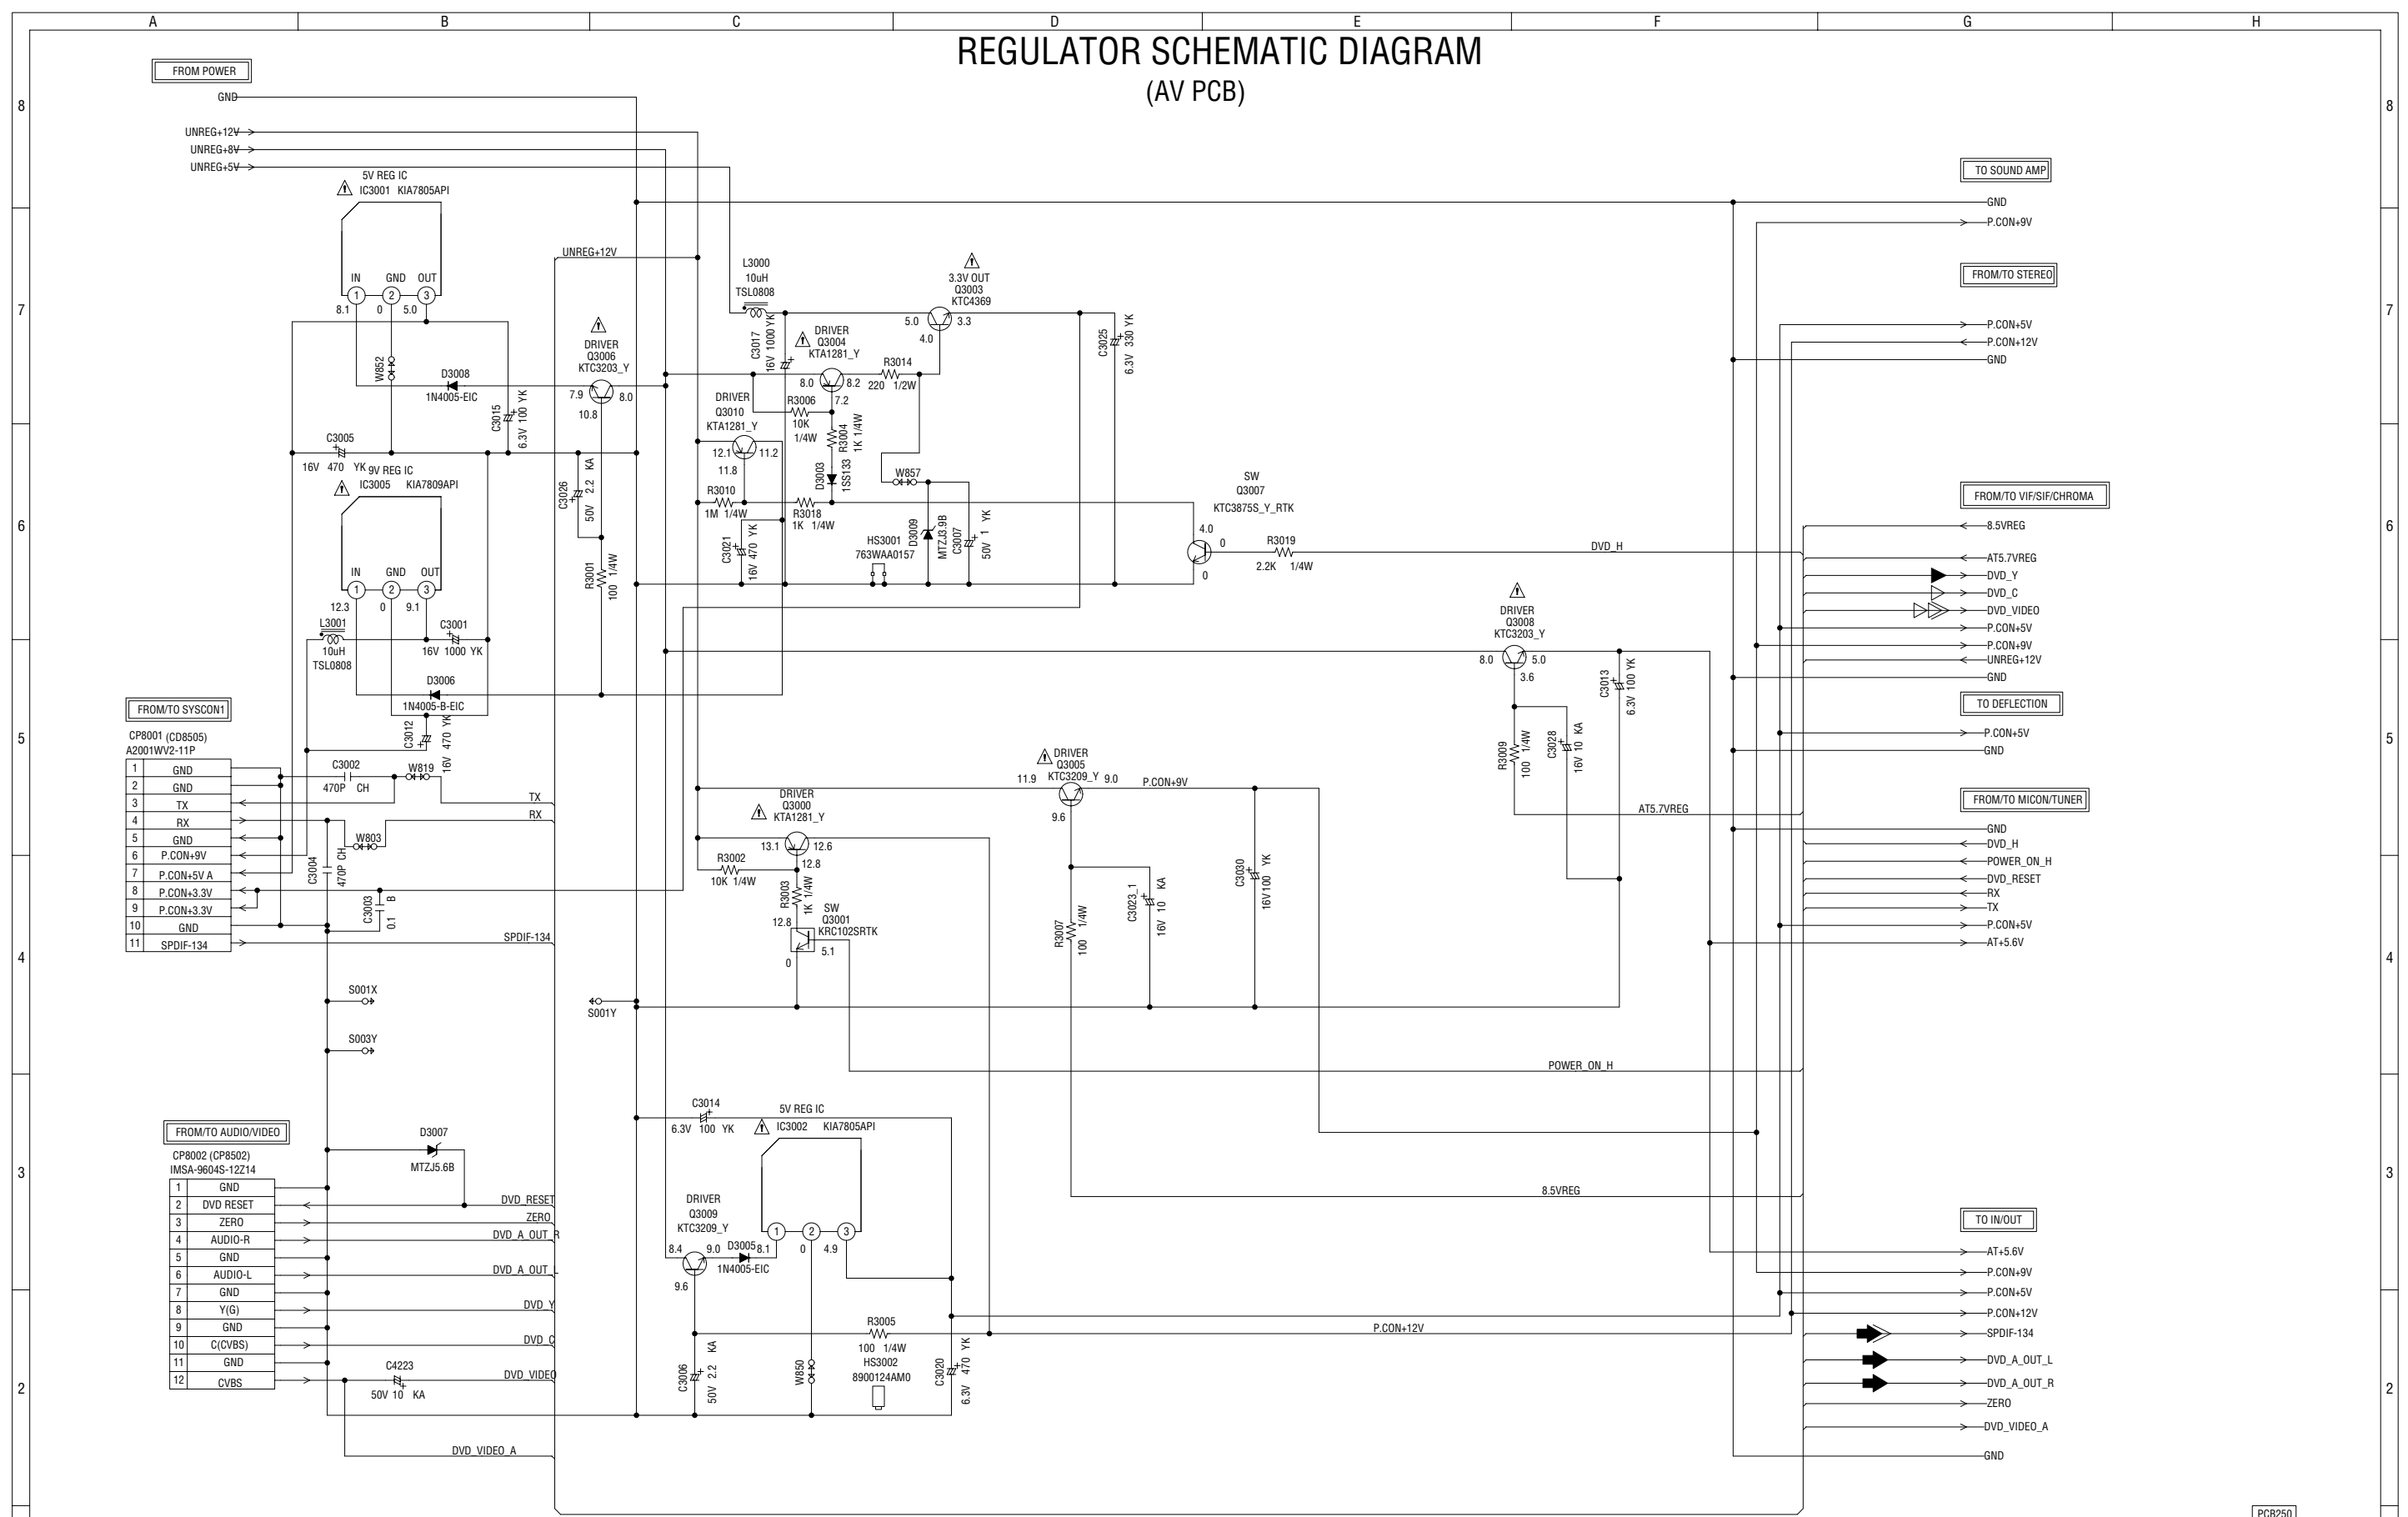 A B C D E F G H
REGULATOR SCHEMATIC DIAGRAM
(AV PCB)
FROM POWER
GND
8
8
UNREG+12V
UNREG+8V
UNREG+5V
5V REG IC
IC3001 KIA7805API
IN GND OUT
1 2 3
8.1 0 5.0
UNREG+12V
L3000
10uH
TSL0808
3.3V OUT
Q3003
KTC4369
5.0 3.3
4.0
7
7
C3017
16V 1000 YK
DRIVER
Q3004
KTA1281_Y
8.0 8.2
7.2
R3014
220 1/2W
C3025
6.3V 330 YK
DRIVER
Q3006
KTC3203_Y
7.9 8.0
10.8
W852
D3008
1N4005-EIC
C3015
6.3V 100 YK
DRIVER
Q3010
KTA1281_Y
12.1 11.2
11.8
R3006
10K
1/4W
R3004
1K 1/4W
D3003
1SS133
C3005
16V 470 YK
9V REG IC
IC3005 KIA7809API
IN GND OUT
1 2 3
12.3 0 9.1
C3026
50V 2.2 KA
R3010
1M 1/4W
R3018
1K 1/4W
W857
D3009
MTZJ3.9B
C3007
50V 1 YK
C3021
16V 470 YK
HS3001
763WAA0157
R3001
100 1/4W
SW
Q3007
KTC3875S_Y_RTK
4.0
0
0
R3019
2.2K 1/4W
DVD_H
6
6
L3001
10uH
TSL0808
C3001
16V 1000 YK
D3006
1N4005-B-EIC
C3012
16V 470 YK
DRIVER
Q3008
KTC3203_Y
8.0 5.0
3.6
C3013
6.3V 100 YK
R3009
100 1/4W
C3028
16V 10 KA
AT5.7VREG
5
5
FROM/TO SYSCON1
CP8001 (CD8505)
A2001WV2-11P
1 GND
2 GND
3 TX
4 RX
5 GND
6 P.CON+9V
7 P.CON+5V A
8 P.CON+3.3V
9 P.CON+3.3V
10 GND
11 SPDIF-134
C3002
470P CH
W819
TX
RX
W803
C3004
470P CH
C3003
0.1 B
SPDIF-134
DRIVER
Q3000
KTA1281_Y
13.1 12.6
12.8
R3002
10K 1/4W
R3003
1K 1/4W
SW
Q3001
KRC102SRTK
12.8
5.1
0
DRIVER
Q3005
KTC3209_Y
11.9 9.0
9.6
P.CON+9V
R3007
100 1/4W
C3023_1
16V 10 KA
C3030
16V100 YK
4
4
S001X
S001Y
S003Y
POWER_ON_H
FROM/TO AUDIO/VIDEO
CP8002 (CP8502)
IMSA-9604S-12Z14
1 GND
2 DVD RESET
3 ZERO
4 AUDIO-R
5 GND
6 AUDIO-L
7 GND
8 Y(G)
9 GND
10 C(CVBS)
11 GND
12 CVBS
D3007
MTZJ5.6B
DVD_RESET
ZERO
DVD_A_OUT_R
DVD_A_OUT_L
DVD_Y
DVD_C
DVD_VIDEO
C4223
50V 10 KA
DVD_VIDEO_A
3
3
C3014
6.3V 100 YK
5V REG IC
IC3002 KIA7805API
1 2 3
8.1 0 4.9
DRIVER
Q3009
KTC3209_Y
8.4 9.0
9.6
D3005
1N4005-EIC
8.5VREG
R3005
100 1/4W
HS3002
8900124AM0
C3006
50V 2.2 KA
W850
C3020
6.3V 470 YK
P.CON+12V
2
2
TO SOUND AMP
GND
P.CON+9V
FROM/TO STEREO
P.CON+5V
P.CON+12V
GND
FROM/TO VIF/SIF/CHROMA
8.5VREG
AT5.7VREG
DVD_Y
DVD_C
DVD_VIDEO
P.CON+5V
P.CON+9V
UNREG+12V
GND
TO DEFLECTION
P.CON+5V
GND
FROM/TO MICON/TUNER
GND
DVD_H
POWER_ON_H
DVD_RESET
RX
TX
P.CON+5V
AT+5.6V
TO IN/OUT
AT+5.6V
P.CON+9V
P.CON+5V
P.CON+12V
SPDIF-134
DVD_A_OUT_L
DVD_A_OUT_R
ZERO
DVD_VIDEO_A
GND
PCB250